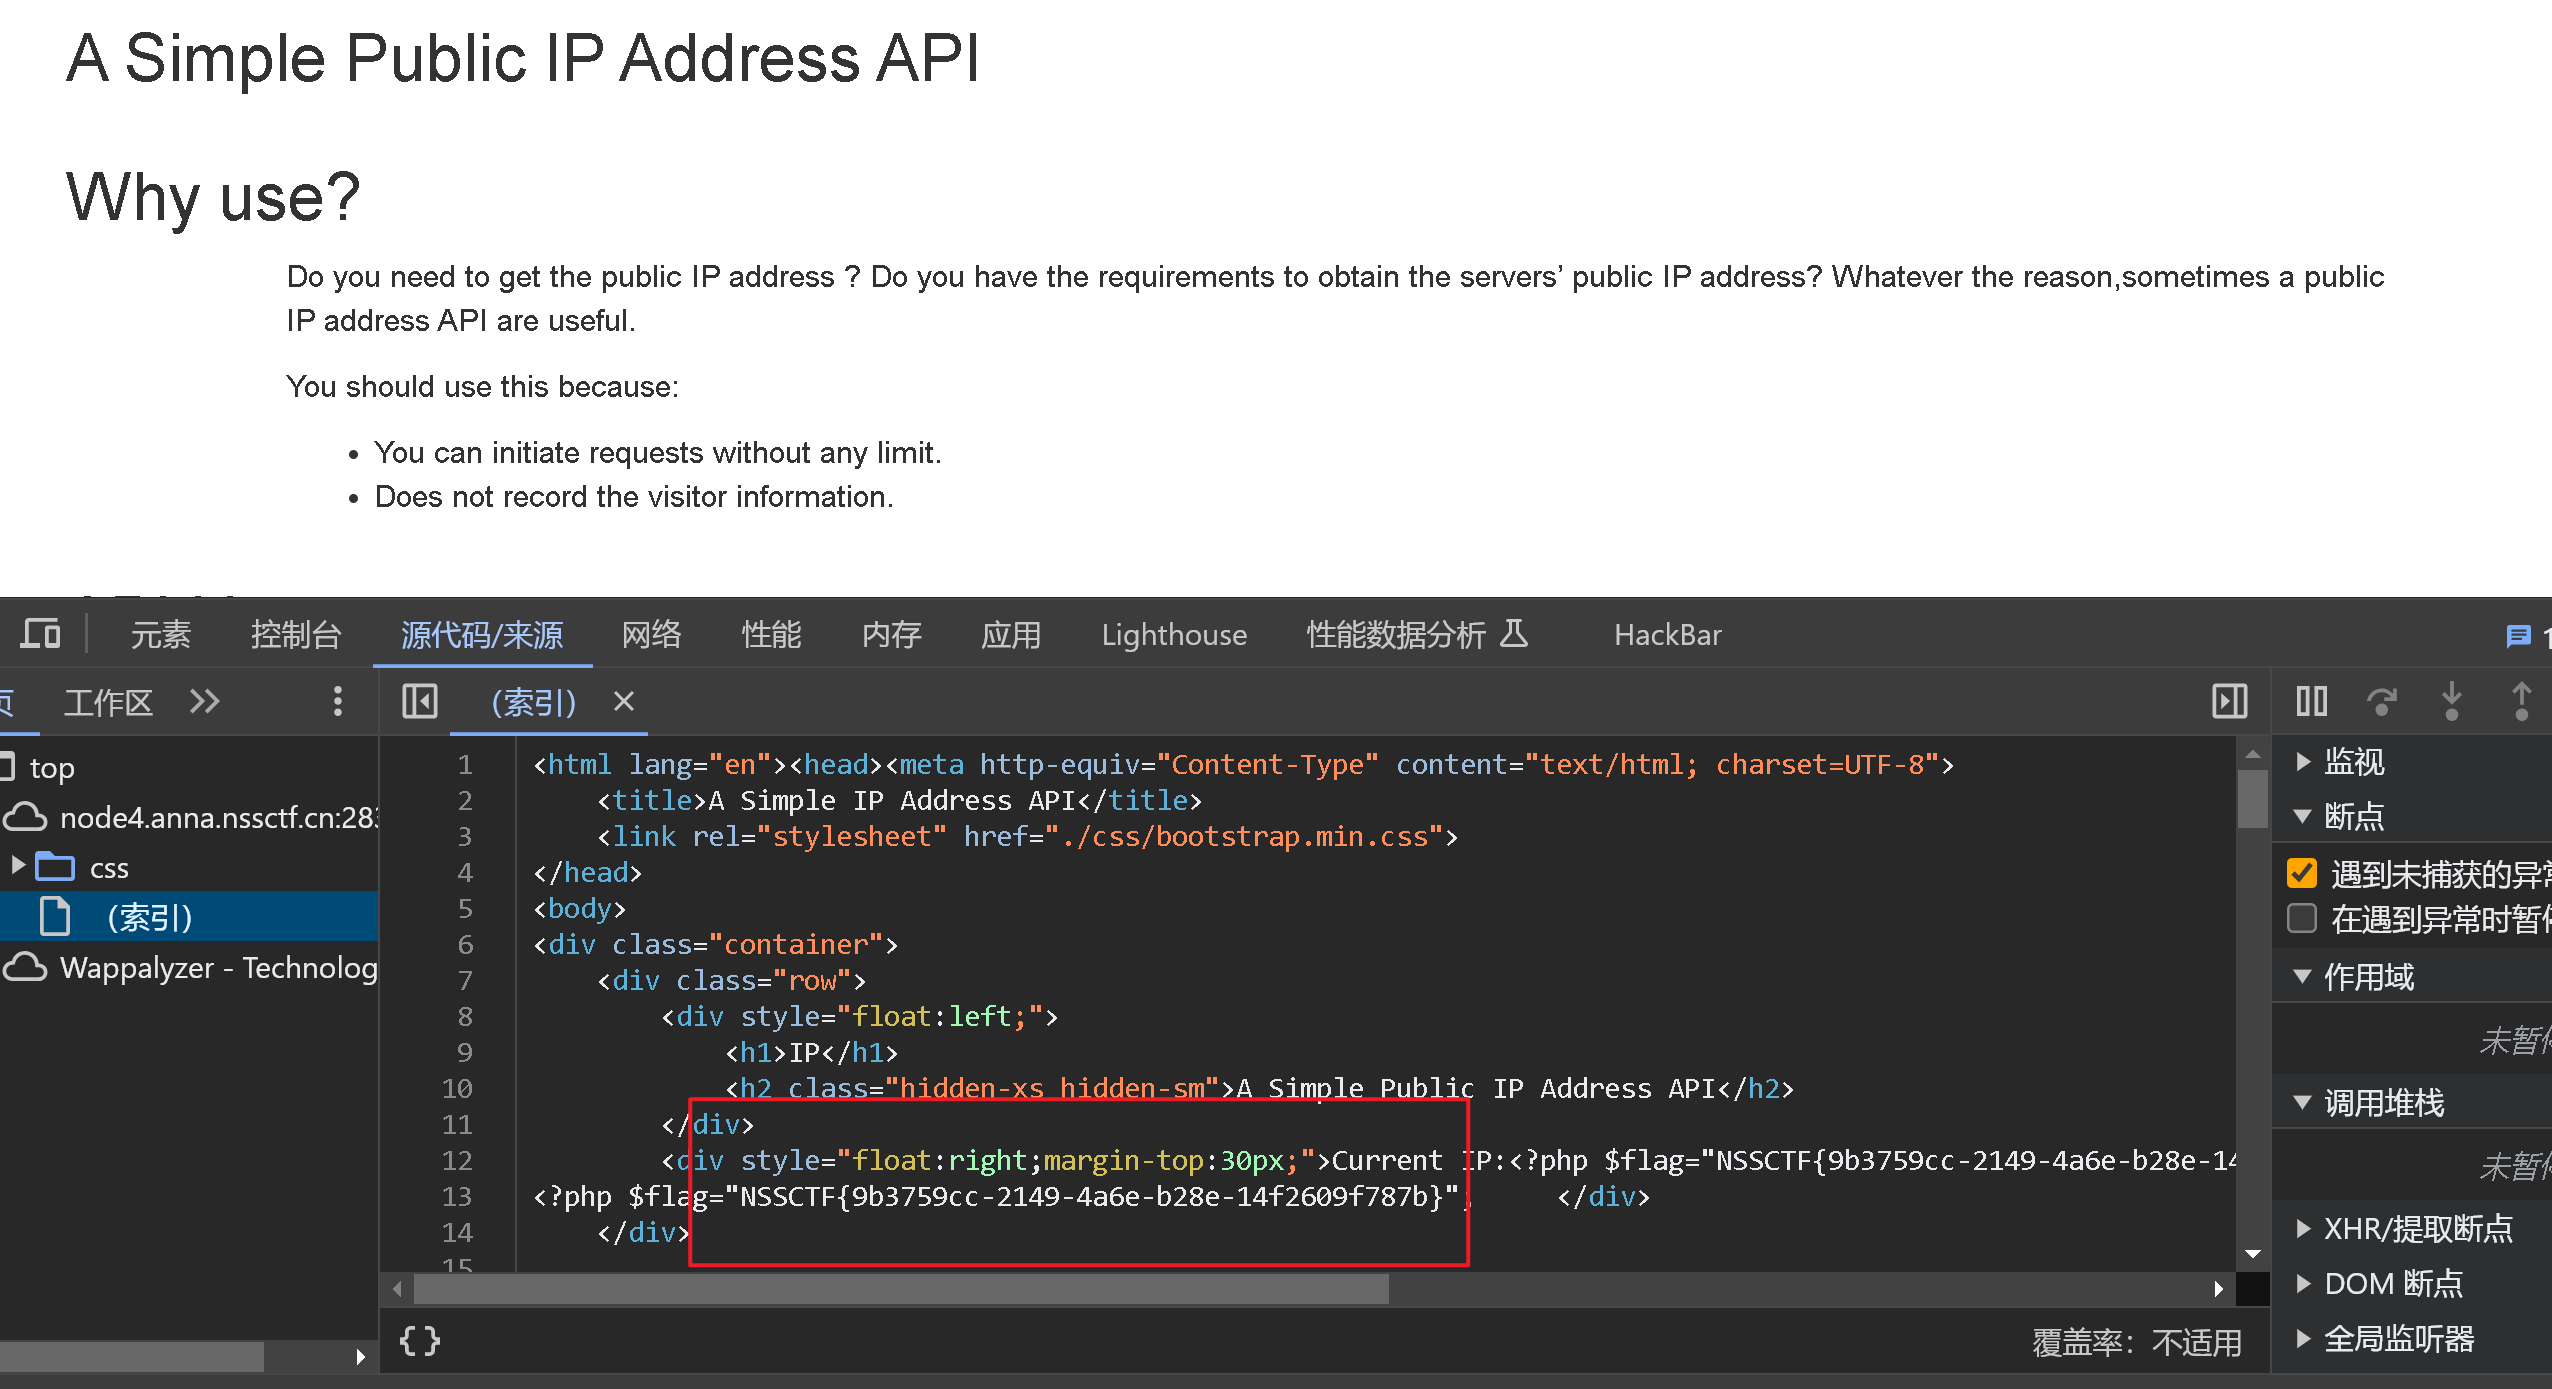 A Simple Public IP Address API
Why use?
Do you need to get the public IP address ? Do you have the requirements to obtain the servers’ public IP address? Whatever the reason,sometimes a public
IP address API are useful.
You should use this because:
• You can initiate requests without any limit.
• Does not record the visitor information.
元素 控制台 源代码/来源 网络 性能 内存 应用 Lighthouse 性能数据分析 HackBar 1
页 工作区 (索引) ×
top
node4.anna.nssctf.cn:283
css
(索引)
Wappalyzer - Technolog
1 <html lang="en"><head><meta http-equiv="Content-Type" content="text/html; charset=UTF-8">
2 <title>A Simple IP Address API</title>
3 <link rel="stylesheet" href="./css/bootstrap.min.css">
4 </head>
5 <body>
6 <div class="container">
7 <div class="row">
8 <div style="float:left;">
9 <h1>IP</h1>
10 <h2 class="hidden-xs hidden-sm">A Simple Public IP Address API</h2>
11 </div>
12 <div style="float:right;margin-top:30px;">Current IP:<?php $flag="NSSCTF{9b3759cc-2149-4a6e-b28e-14
13 <?php $flag="NSSCTF{9b3759cc-2149-4a6e-b28e-14f2609f787b}"; </div>
14 </div>
15
{} 覆盖率：不适用
监视
断点
遇到未捕获的异常
在遇到异常时暂停
作用域
未暂停
调用堆栈
未暂停
XHR/提取断点
DOM 断点
全局监听器